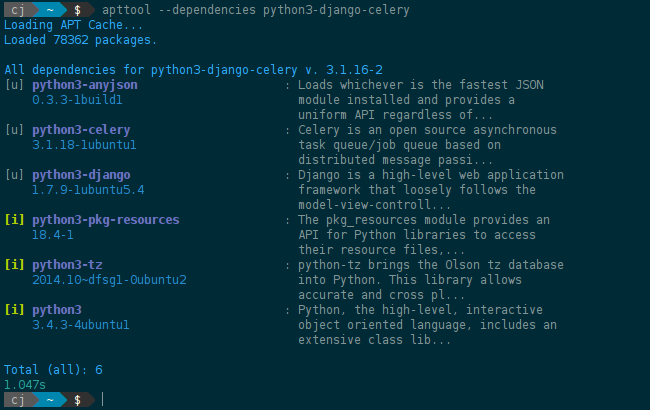 cj ~ $ apttool --dependencies python3-django-celery
Loading APT Cache...
Loaded 78362 packages.
All dependencies for python3-django-celery v. 3.1.16-2
[u] python3-anyjson : Loads whichever is the fastest JSON
0.3.3-1build1 module installed and provides a
uniform API regardless of...
[u] python3-celery : Celery is an open source asynchronous
3.1.18-1ubuntu1 task queue/job queue based on
distributed message passi...
[u] python3-django : Django is a high-level web application
1.7.9-1ubuntu5.4 framework that loosely follows the
model-view-controll...
[i] python3-pkg-resources : The pkg_resources module provides an
18.4-1 API for Python libraries to access
their resource files,...
[i] python3-tz : python-tz brings the Olson tz database
2014.10~dfsg1-0ubuntu2 into Python. This library allows
accurate and cross pl...
[i] python3 : Python, the high-level, interactive
3.4.3-4ubuntu1 object oriented language, includes an
extensive class lib...
Total (all): 6
1.047s
cj ~ $